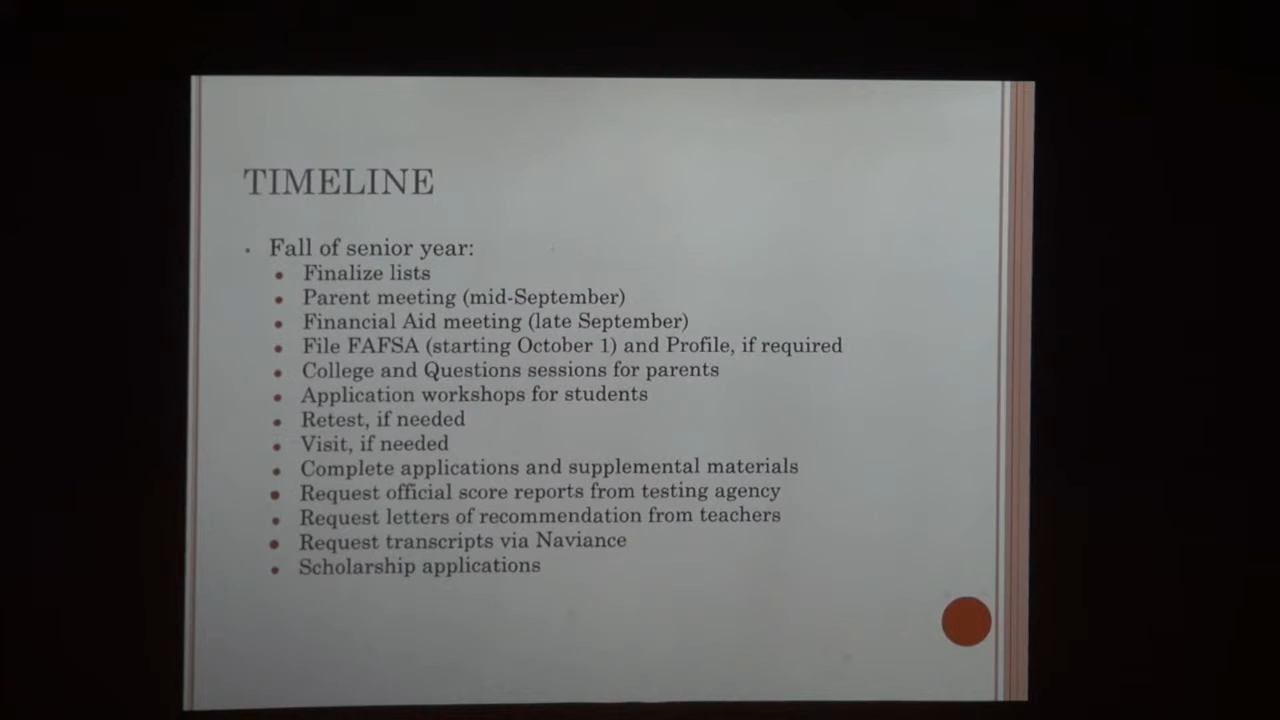 TIMELINE
• Fall of senior year:
• Finalize lists
• Parent meeting (mid-September)
• Financial Aid meeting (late September)
• File FAFSA (starting October 1) and Profile, if required
• College and Questions sessions for parents
• Application workshops for students
• Retest, if needed
• Visit, if needed
• Complete applications and supplemental materials
• Request official score reports from testing agency
• Request letters of recommendation from teachers
• Request transcripts via Naviance
• Scholarship applications